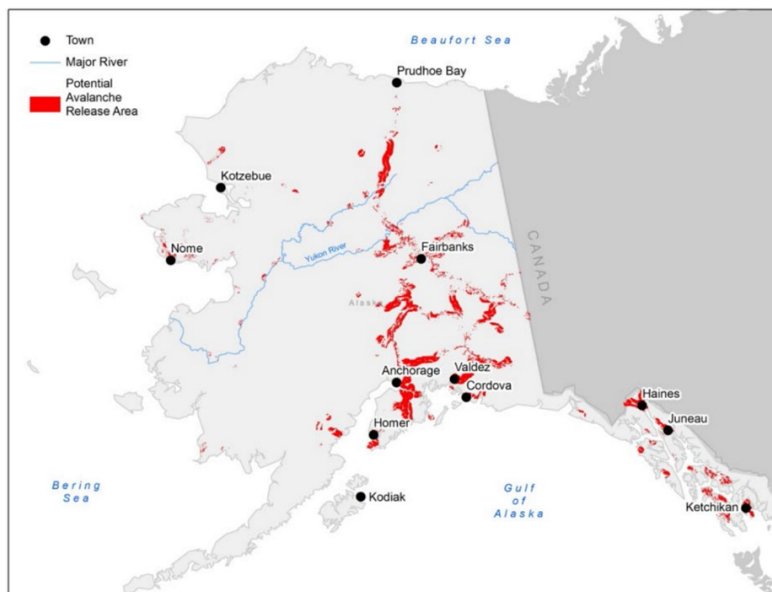 Town
Major River
Potential
Avalanche
Release Area
Beaufort Sea
Prudhoe Bay
Kotzebue
Nome
Yukon River
Fairbanks
CANADA
Alaska
Anchorage
Valdez
Cordova
Homer
Haines
Juneau
Bering
Sea
Kodiak
Gulf
of
Alaska
Ketchikan